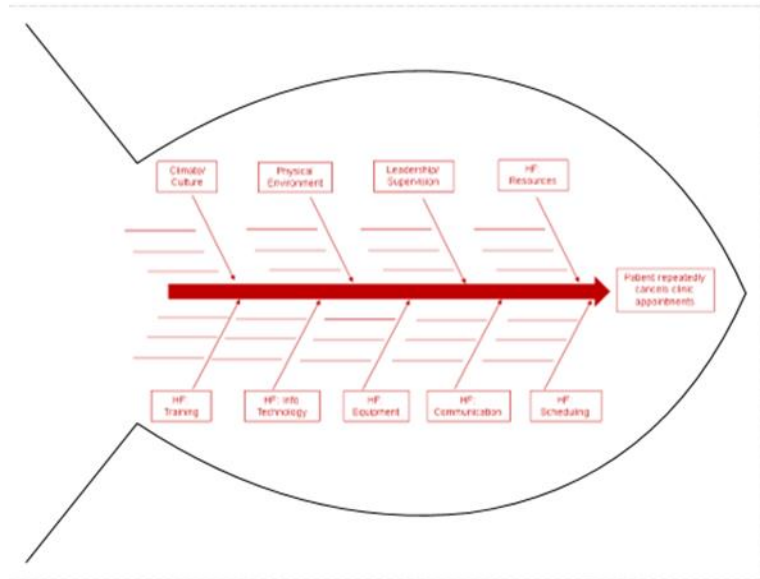 Climate/
Culture
Physical
Environment
Leadership/
Supervision
HF:
Resources
Patient repeatedly
cancels clinic
appointments
HF:
Training
HF: Info
Technology
HF:
Equipment
HF:
Communication
HF:
Scheduling